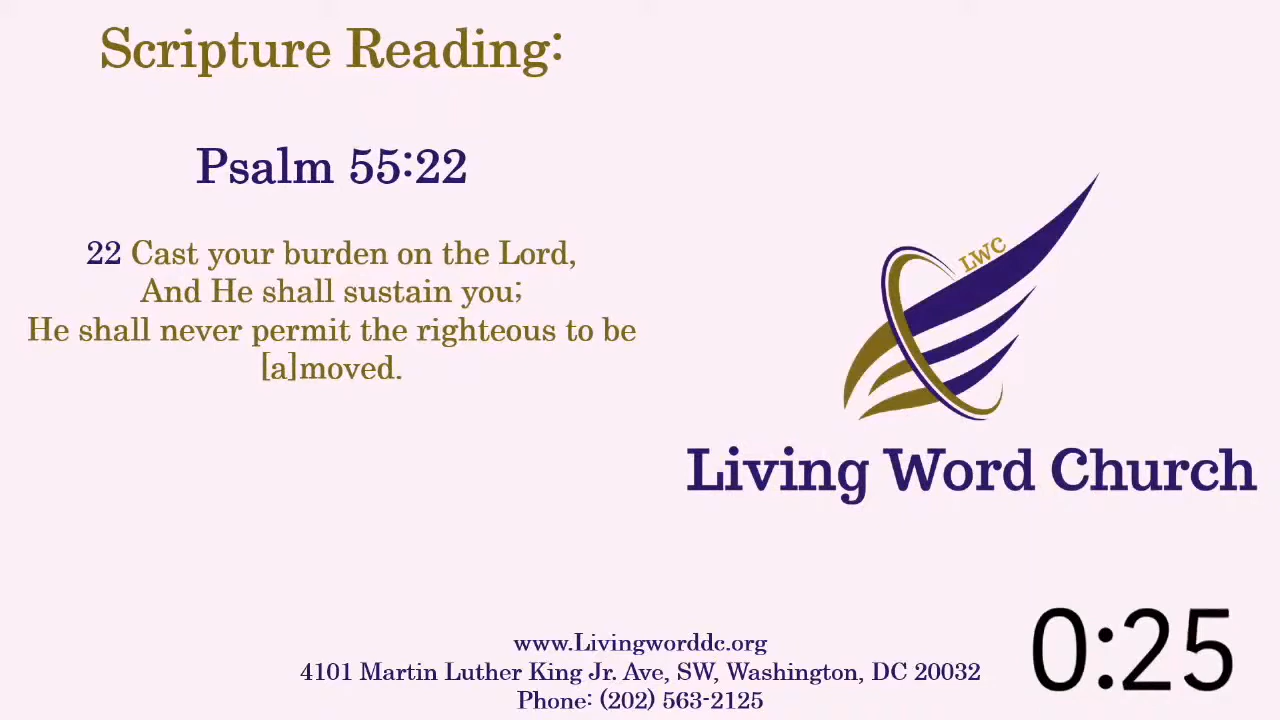 Scripture Reading:
Psalm 55:22
22 Cast your burden on the Lord,
And He shall sustain you;
He shall never permit the righteous to be
[a]moved.
LWC
Living Word Church
0:25
www.Livingworddc.org
4101 Martin Luther King Jr. Ave, SW, Washington, DC 20032
Phone: (202) 563-2125